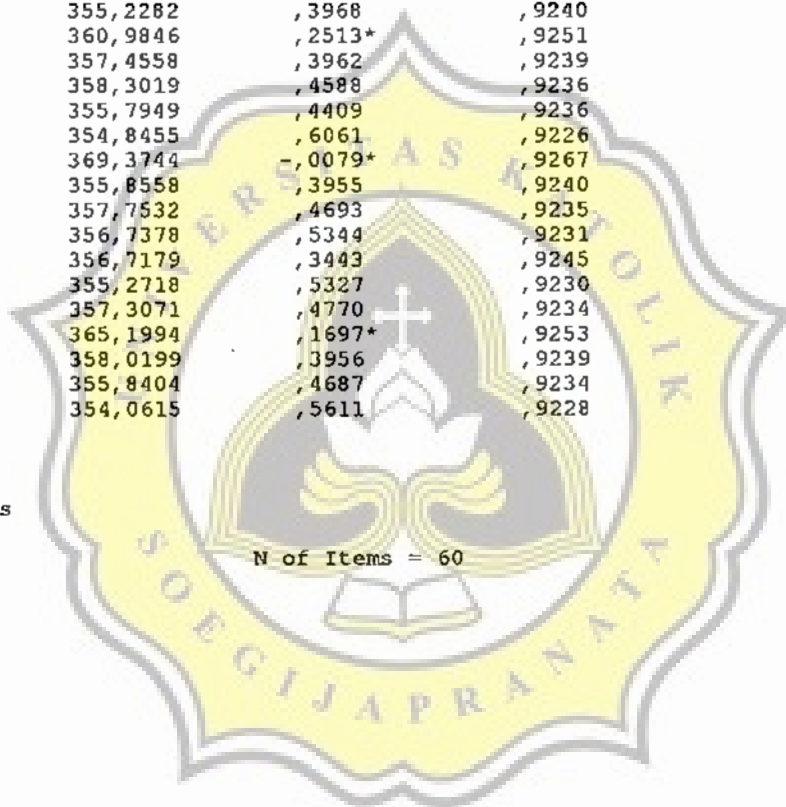 355,2282 ,3968 ,9240
360,9846 ,2513* ,9251
357,4558 ,3962 ,9239
358,3019 ,4588 ,9236
355,7949 ,4409 ,9236
354,8455 ,6061 ,9226
369,3744 -,0079* ,9267
355,8558 ,3955 ,9240
357,7532 ,4693 ,9235
356,7378 ,5344 ,9231
356,7179 ,3443 ,9245
355,2718 ,5327 ,9230
357,3071 ,4770 ,9234
365,1994 ,1697* ,9253
358,0199 ,3956 ,9239
355,8404 ,4687 ,9234
354,0615 ,5611 ,9228
s
N of Items = 60
UNIVERSITAS KATOLIK
SOEGIJAPRANATA